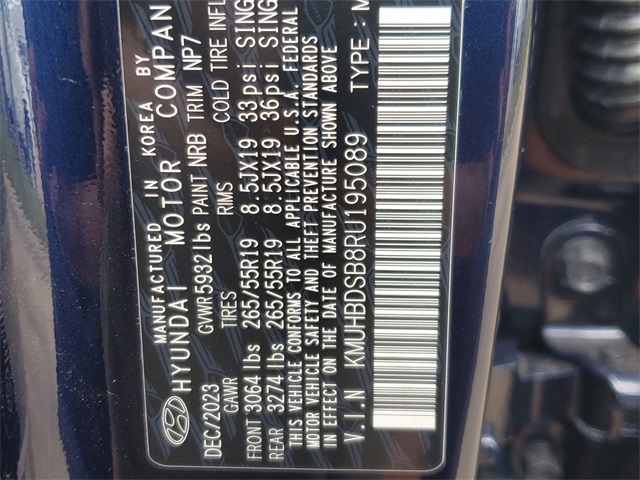 MANUFACTURED IN KOREA BY
HYUNDAI MOTOR COMPAN
DEC/2023 GVWR 5932 lbs PAINT NRB TRIM NP7
GAWR TIRES RIMS COLD TIRE INFL
FRONT 3064 lbs 265/55R19 8.5JX19 33psi SING
REAR 3274 lbs 265/55R19 8.5JX19 36psi SING
THIS VEHICLE CONFORMS TO ALL APPLICABLE U.S.A. FEDERAL
MOTOR VEHICLE SAFETY AND THEFT PREVENTION STANDARDS
IN EFFECT ON THE DATE OF MANUFACTURE SHOWN ABOVE
V.I.N KMUHBDSB8RU195089 TYPE : M